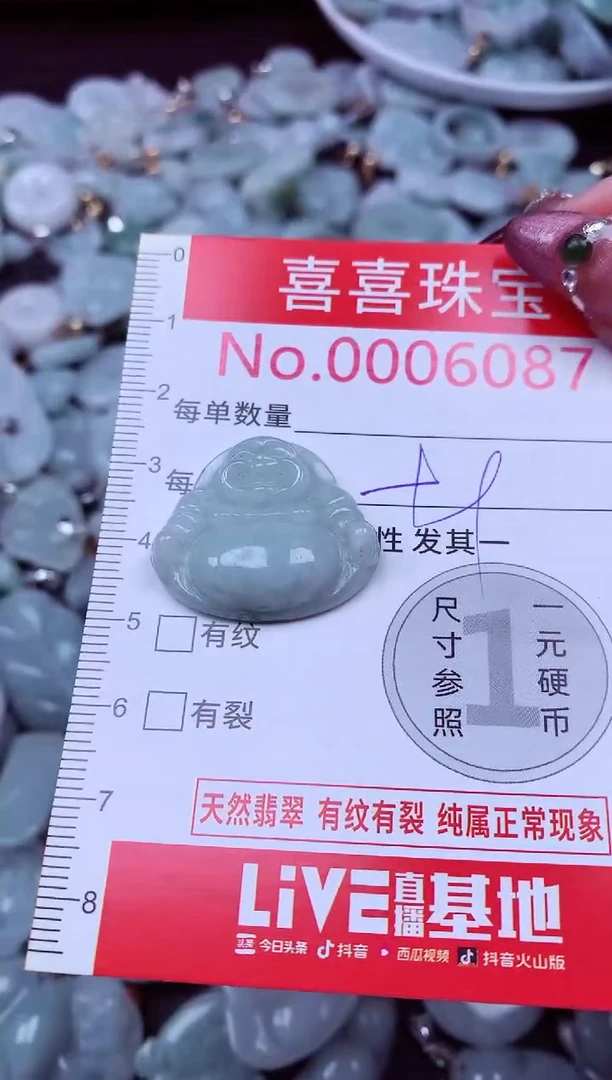 0
喜喜珠宝
1
No.0006087
2
每单数量
3
每
4
性发其一
5
有纹
尺寸参照
1
一元硬币
6
有裂
7
天然翡翠 有纹有裂 纯属正常现象
8
LiVE直播基地
头条 今日头条 抖音 西瓜视频 抖音火山版